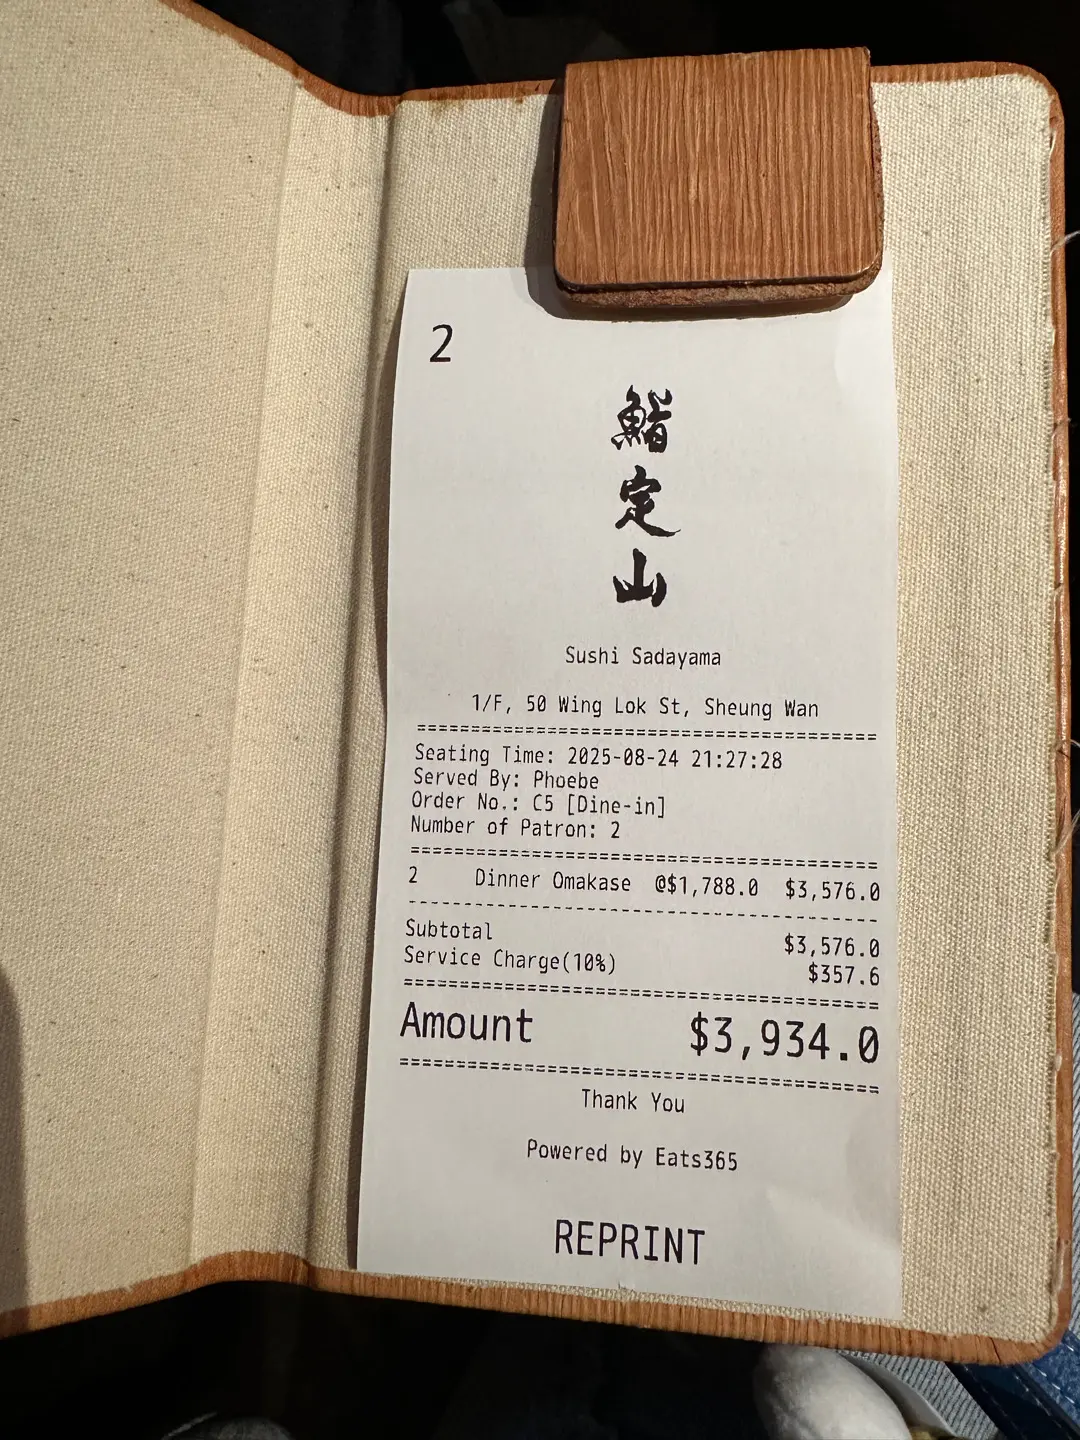 2
鮨
定
山
Sushi Sadayama
1/F, 50 Wing Lok St, Sheung Wan
========================================
Seating Time: 2025-08-24 21:27:28
Served By: Phoebe
Order No.: C5 [Dine-in]
Number of Patron: 2
========================================
2 Dinner Omakase @$1,788.0 $3,576.0
----------------------------------------
Subtotal $3,576.0
Service Charge(10%) $357.6
========================================
Amount $3,934.0
========================================
Thank You
Powered by Eats365
REPRINT